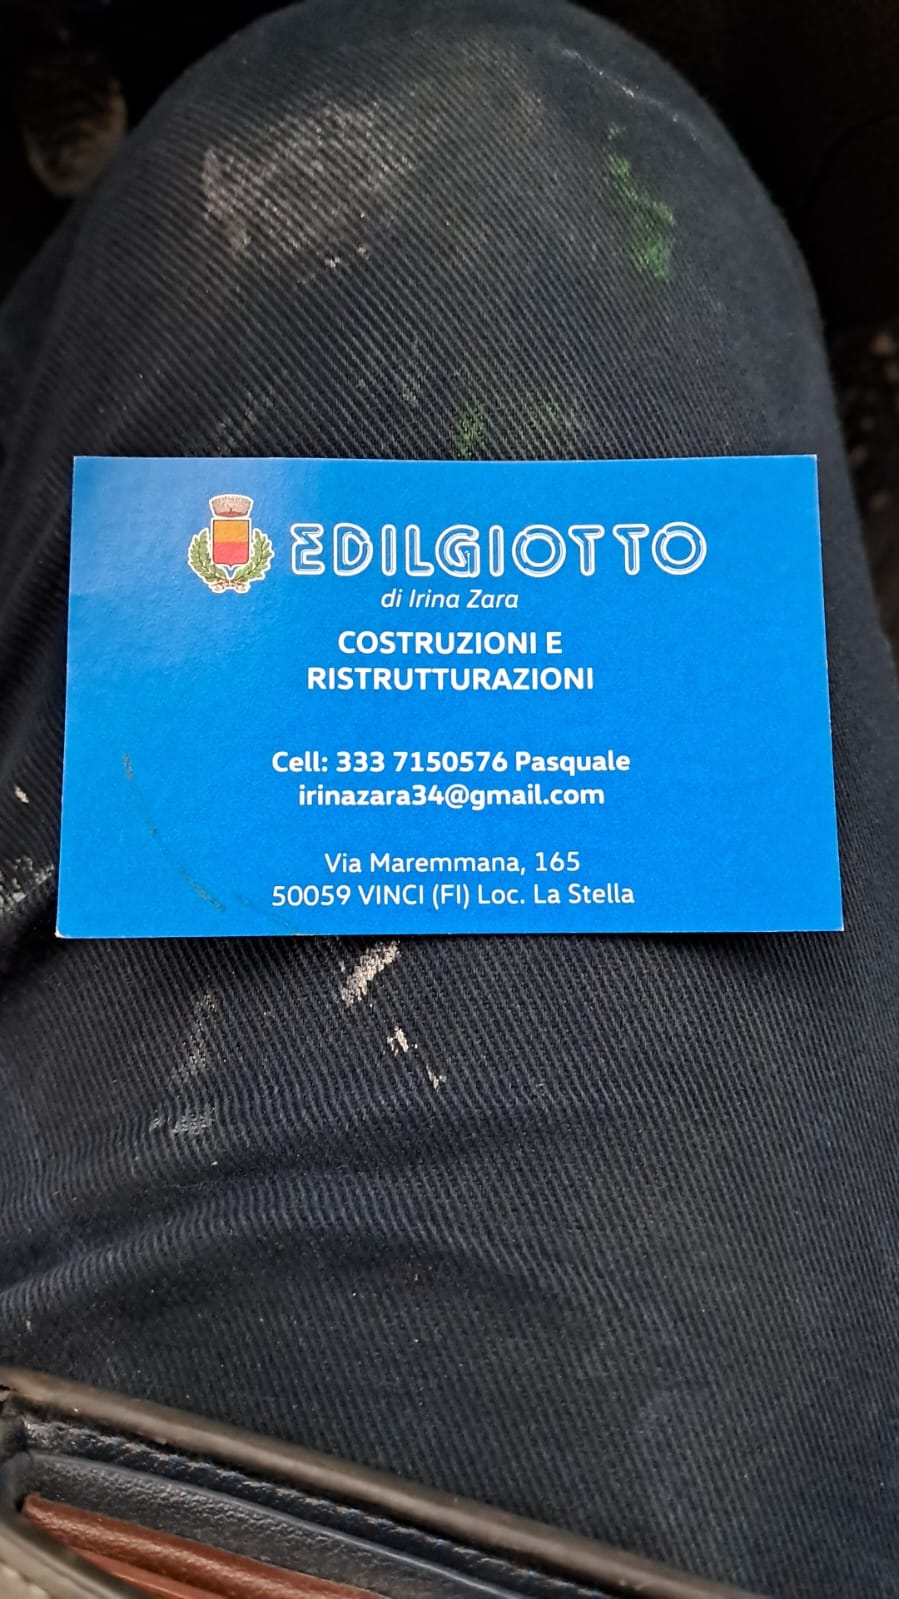 EDILGIOTTO
di Irina Zara
COSTRUZIONI E
RISTRUTTURAZIONI
Cell: 333 7150576 Pasquale
irinazara34@gmail.com
Via Maremmana, 165
50059 VINCI (FI) Loc. La Stella